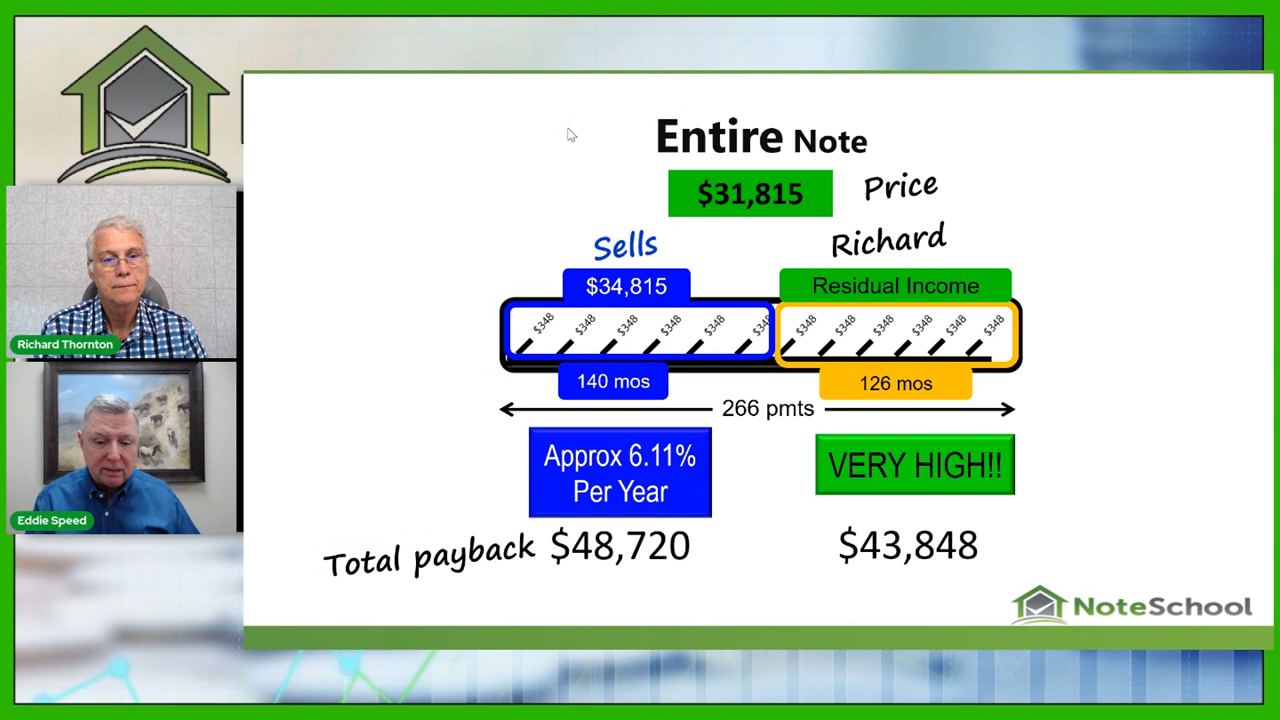 Entire Note
$31,815 Price
Sells Richard
$34,815 Residual Income
$348 $348 $348 $348 $348 $348 $348 $348 $348 $348 $348 $348
140 mos 126 mos
266 pmts
Approx 6.11%
Per Year
VERY HIGH!!
Total payback $48,720 $43,848
NoteSchool
Richard Thornton
Eddie Speed